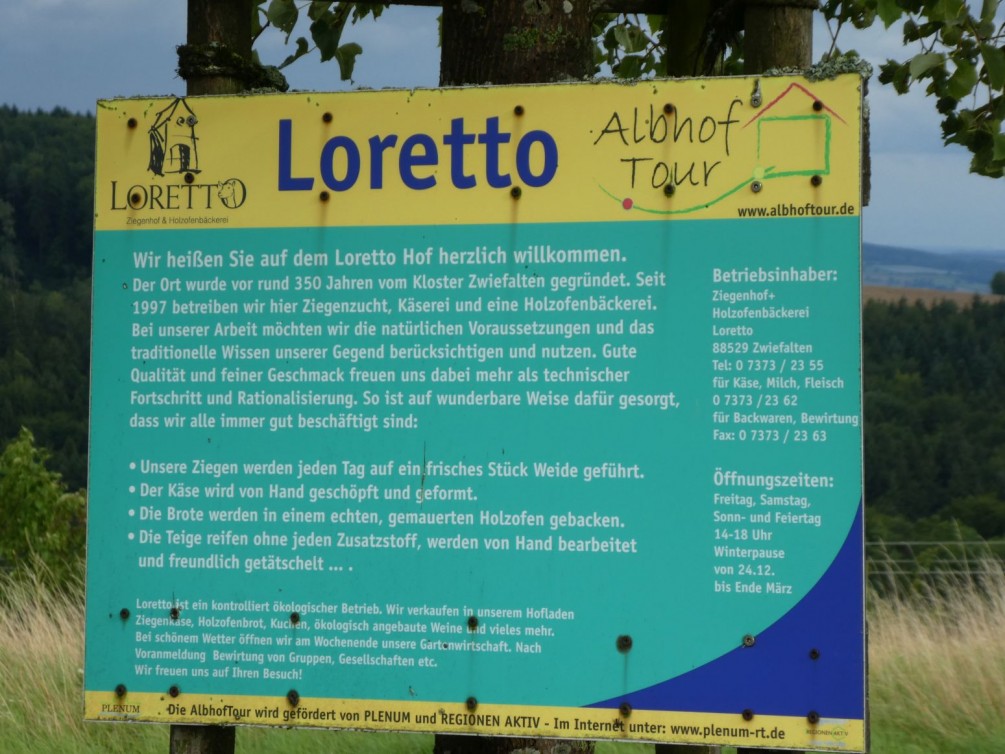 LORETTO
Ziegenhof & Holzofenbäckerei
Loretto
Albhof
Tour
www.albhoftour.de
Wir heißen Sie auf dem Loretto Hof herzlich willkommen.
Der Ort wurde vor rund 350 Jahren vom Kloster Zwiefalten gegründet. Seit
1997 betreiben wir hier Ziegenzucht, Käserei und eine Holzofenbäckerei.
Bei unserer Arbeit möchten wir die natürlichen Voraussetzungen und das
traditionelle Wissen unserer Gegend berücksichtigen und nutzen. Gute
Qualität und feiner Geschmack freuen uns dabei mehr als technischer
Fortschritt und Rationalisierung. So ist auf wunderbare Weise dafür gesorgt,
dass wir alle immer gut beschäftigt sind:
• Unsere Ziegen werden jeden Tag auf ein frisches Stück Weide geführt.
• Der Käse wird von Hand geschöpft und geformt.
• Die Brote werden in einem echten, gemauerten Holzofen gebacken.
• Die Teige reifen ohne jeden Zusatzstoff, werden von Hand bearbeitet
und freundlich getätschelt ... .
Loretto ist ein kontrolliert ökologischer Betrieb. Wir verkaufen in unserem Hofladen
Ziegenkäse, Holzofenbrot, Kuchen, ökologisch angebaute Weine und vieles mehr.
Bei schönem Wetter öffnen wir am Wochenende unsere Gartenwirtschaft. Nach
Voranmeldung Bewirtung von Gruppen, Gesellschaften etc.
Wir freuen uns auf Ihren Besuch!
Betriebsinhaber:
Ziegenhof+
Holzofenbäckerei
Loretto
88529 Zwiefalten
Tel: 0 7373 / 23 55
für Käse, Milch, Fleisch
0 7373 /23 62
für Backwaren, Bewirtung
Fax: 0 7373 / 23 63
Öffnungszeiten:
Freitag, Samstag,
Sonn- und Feiertag
14-18 Uhr
Winterpause
von 24.12.
bis Ende März
PLENUM
Die AlbhofTour wird gefördert von PLENUM und REGIONEN AKTIV - Im Internet unter: www.plenum-rt.de
REGIONEN AKTIV